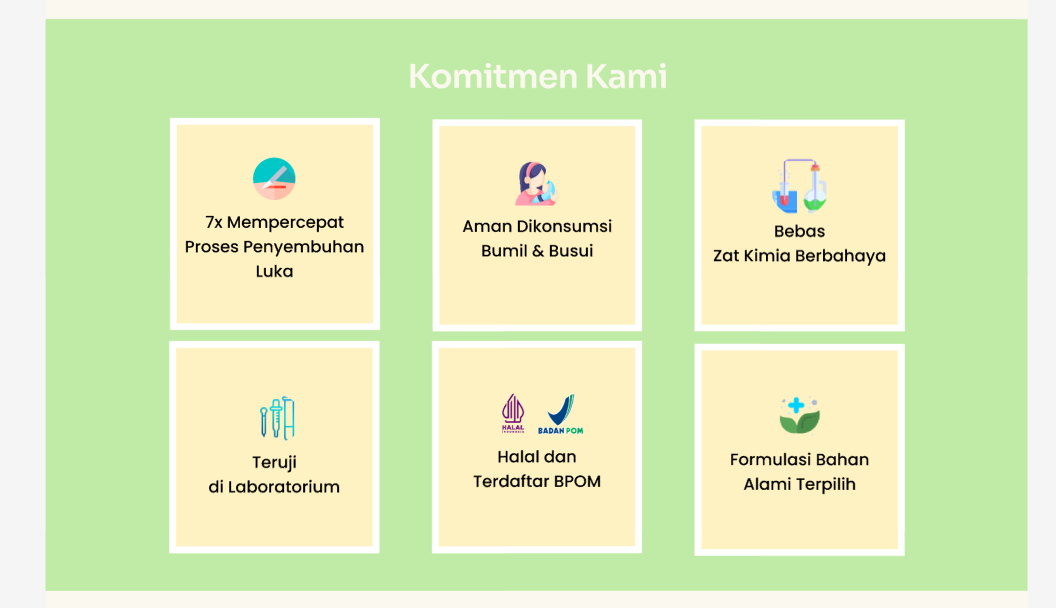 Komitmen Kami
7x Mempercepat
Proses Penyembuhan
Luka
Aman Dikonsumsi
Bumil & Busui
Bebas
Zat Kimia Berbahaya
Teruji
di Laboratorium
HALAL
INDONESIA
BADAN POM
Halal dan
Terdaftar BPOM
Formulasi Bahan
Alami Terpilih